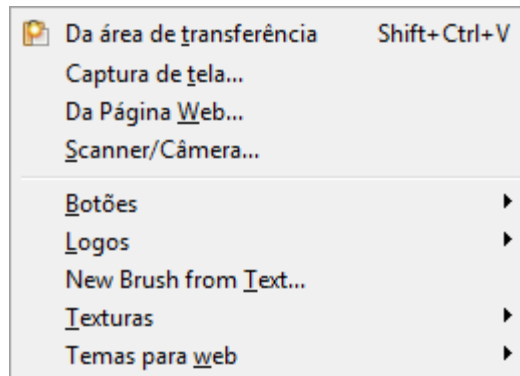 Da área de transferência Shift+Ctrl+V
Captura de tela...
Da Página Web...
Scanner/Câmera...
Botões
Logos
New Brush from Text...
Texturas
Temas para web